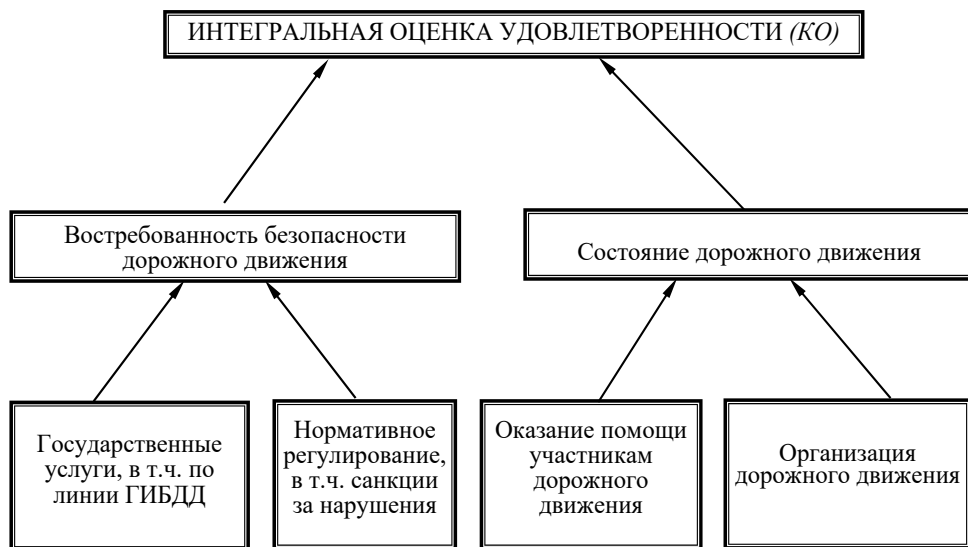 ИНТЕГРАЛЬНАЯ ОЦЕНКА УДОВЛЕТВОРЕННОСТИ (КО)
Востребованность безопасности
дорожного движения
Состояние дорожного движения
Государственные
услуги, в т.ч. по
линии ГИБДД
Нормативное
регулирование,
в т.ч. санкции
за нарушения
Оказание помощи
участникам
дорожного
движения
Организация
дорожного движения